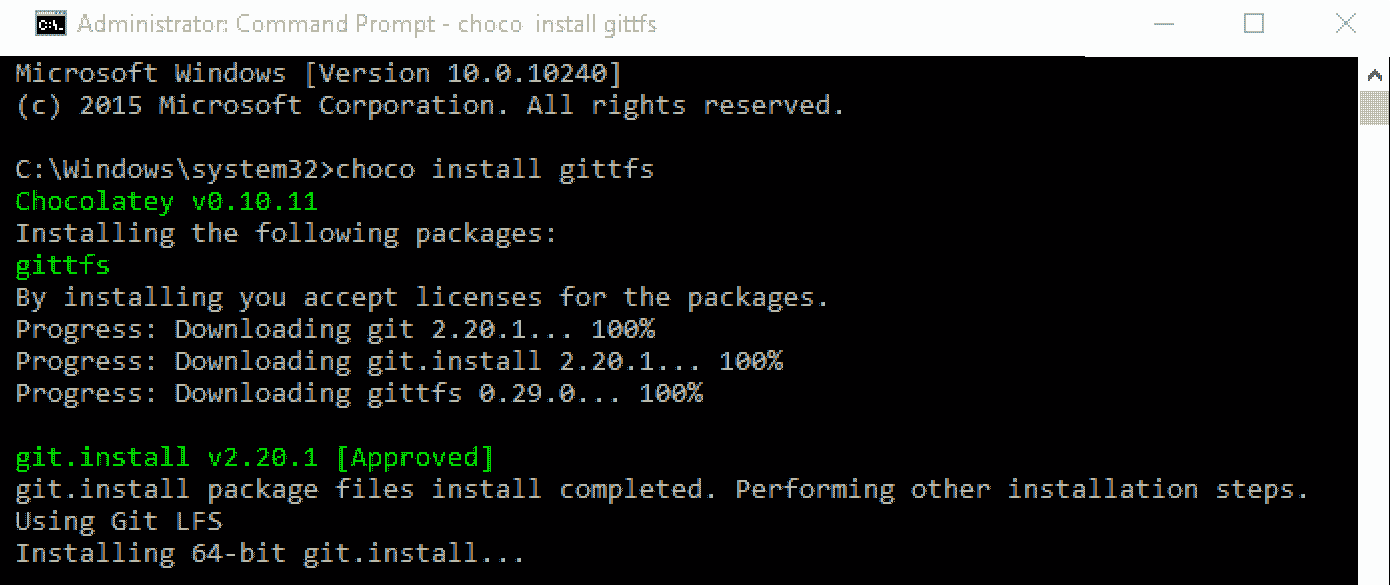 Administrator: Command Prompt - choco  install gittfs
Microsoft Windows [Version 10.0.10240]
(c) 2015 Microsoft Corporation. All rights reserved.
C:\Windows\system32>choco install gittfs
Chocolatey v0.10.11
Installing the following packages:
gittfs
By installing you accept licenses for the packages.
Progress: Downloading git 2.20.1... 100%
Progress: Downloading git.install 2.20.1... 100%
Progress: Downloading gittfs 0.29.0... 100%
git.install v2.20.1 [Approved]
git.install package files install completed. Performing other installation steps.
Using Git LFS
Installing 64-bit git.install...